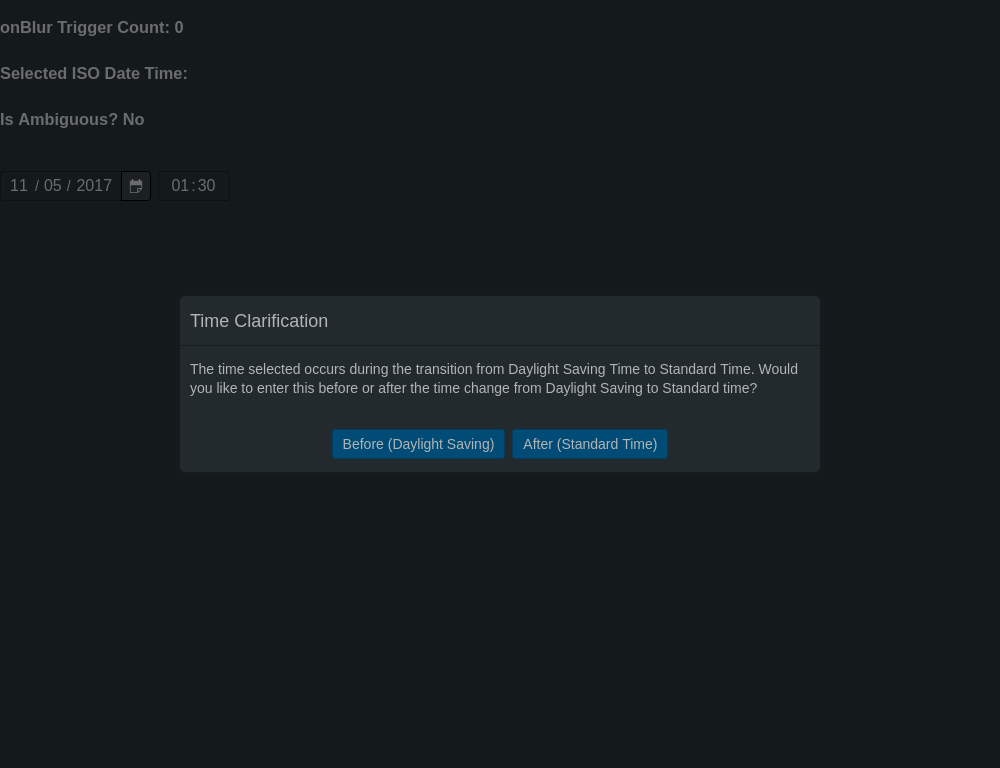 onBlur Trigger Count: 0
Selected ISO Date Time:
Is Ambiguous? No
11 / 05 / 2017 01:30
Time Clarification
The time selected occurs during the transition from Daylight Saving Time to Standard Time. Would
you like to enter this before or after the time change from Daylight Saving to Standard time?
Before (Daylight Saving) After (Standard Time)